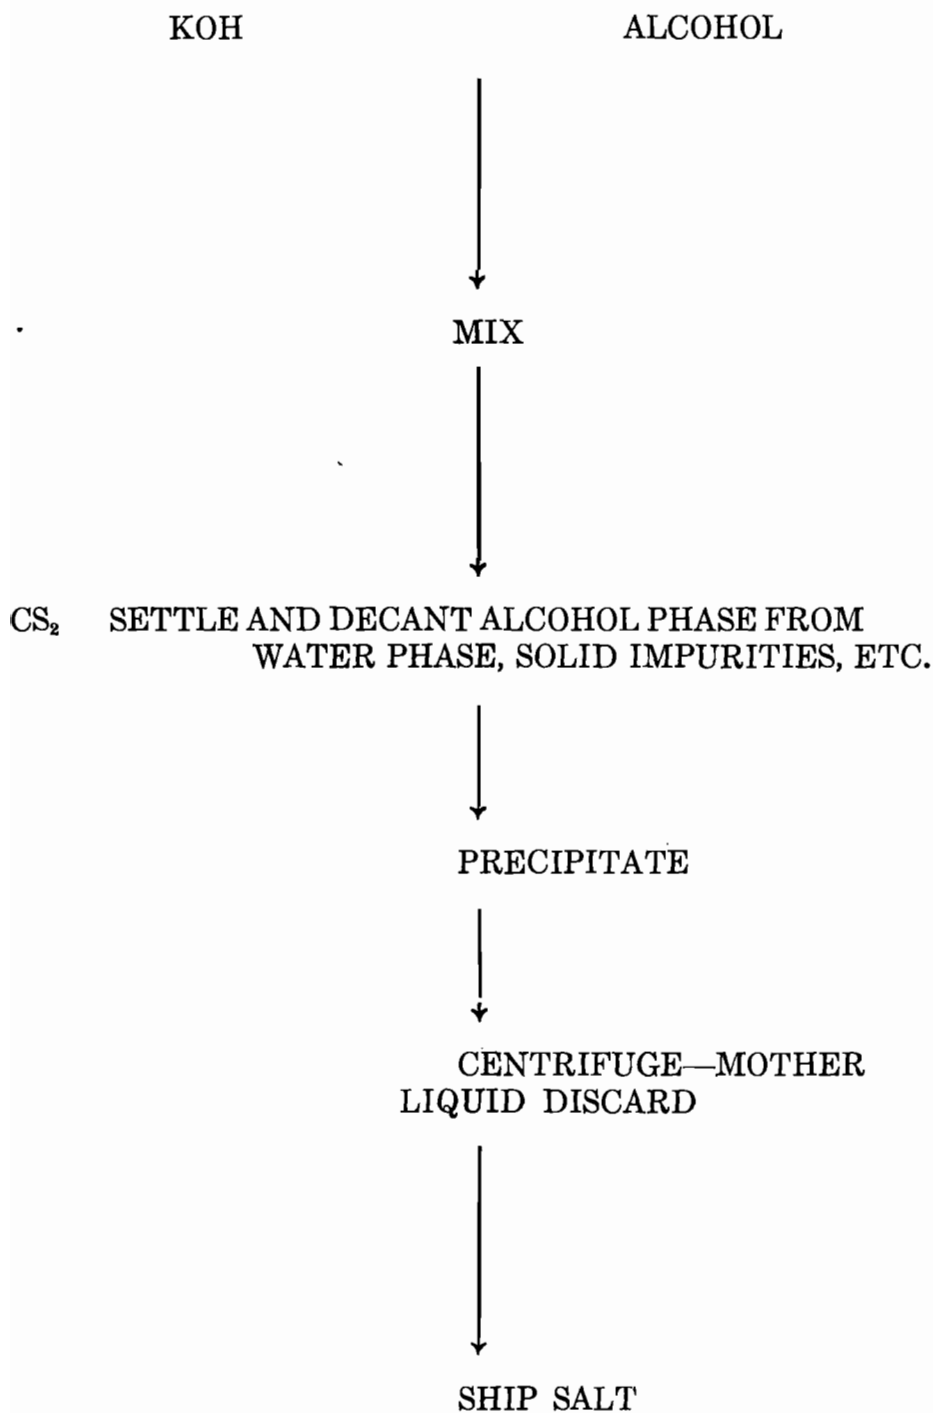 KOH ALCOHOL
MIX
CS₂ SETTLE AND DECANT ALCOHOL PHASE FROM
WATER PHASE, SOLID IMPURITIES, ETC.
PRECIPITATE
CENTRIFUGE—MOTHER
LIQUID DISCARD
SHIP SALT